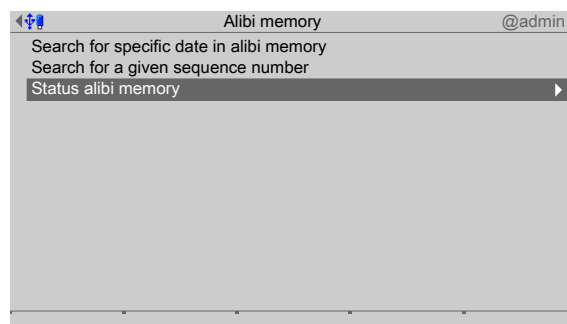 Alibi memory @admin
Search for specific date in alibi memory
Search for a given sequence number
Status alibi memory